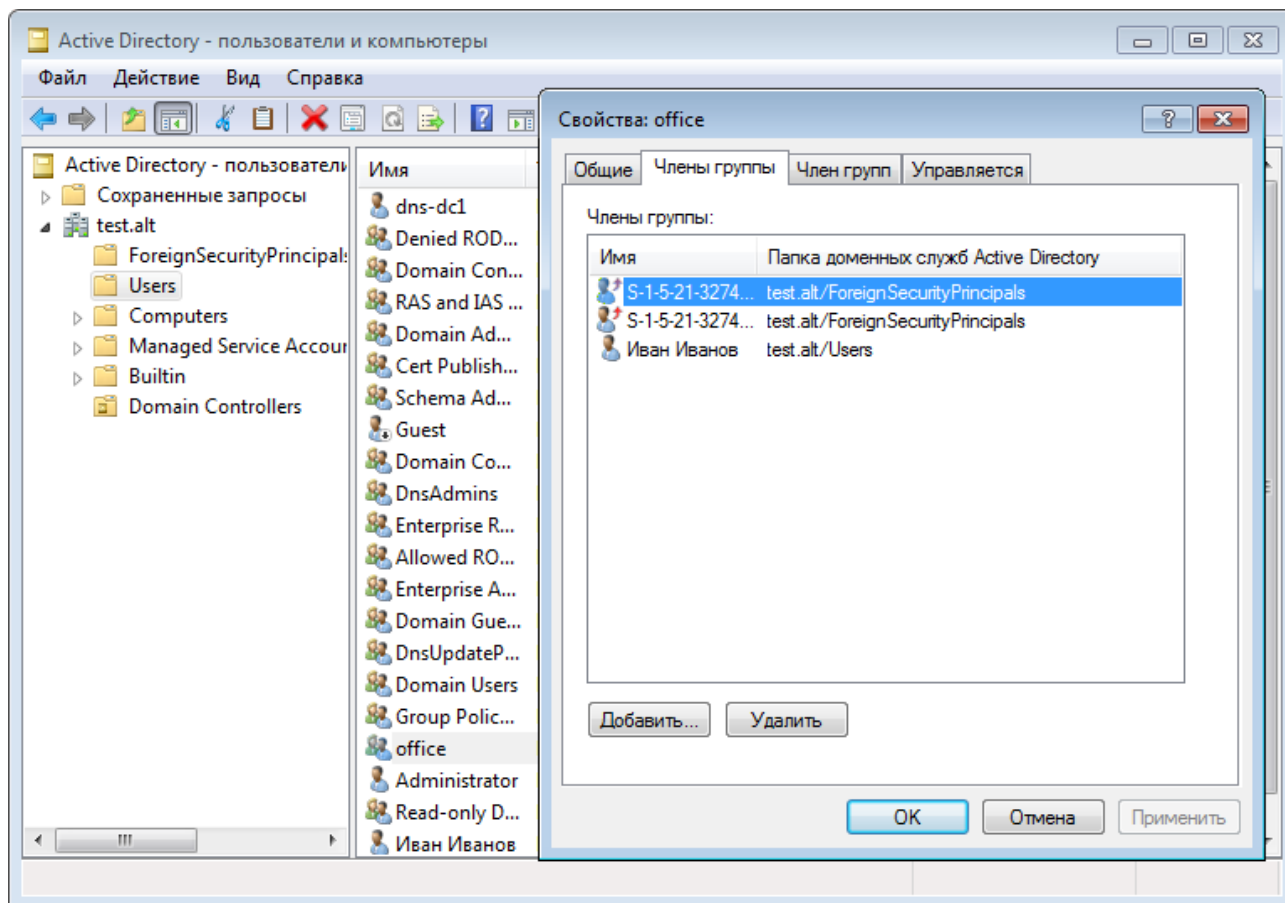 Active Directory - пользователи и компьютеры
Файл Действие Вид Справка
Active Directory - пользователи
Сохраненные запросы
test.alt
ForeignSecurityPrincipals
Users
Computers
Managed Service Accour
Builtin
Domain Controllers
Имя
dns-dc1
Denied ROD...
Domain Con...
RAS and IAS ...
Domain Ad...
Cert Publish...
Schema Ad...
Guest
Domain Co...
DnsAdmins
Enterprise R...
Allowed RO...
Enterprise A...
Domain Gue...
DnsUpdateP...
Domain Users
Group Polic...
office
Administrator
Read-only D...
Иван Иванов
Свойства: office
Общие Члены группы Член групп Управляется
Члены группы:
Имя Папка доменных служб Active Directory
S-1-5-21-3274... test.alt/ForeignSecurityPrincipals
S-1-5-21-3274... test.alt/ForeignSecurityPrincipals
Иван Иванов test.alt/Users
Добавить... Удалить
OK Отмена Применить